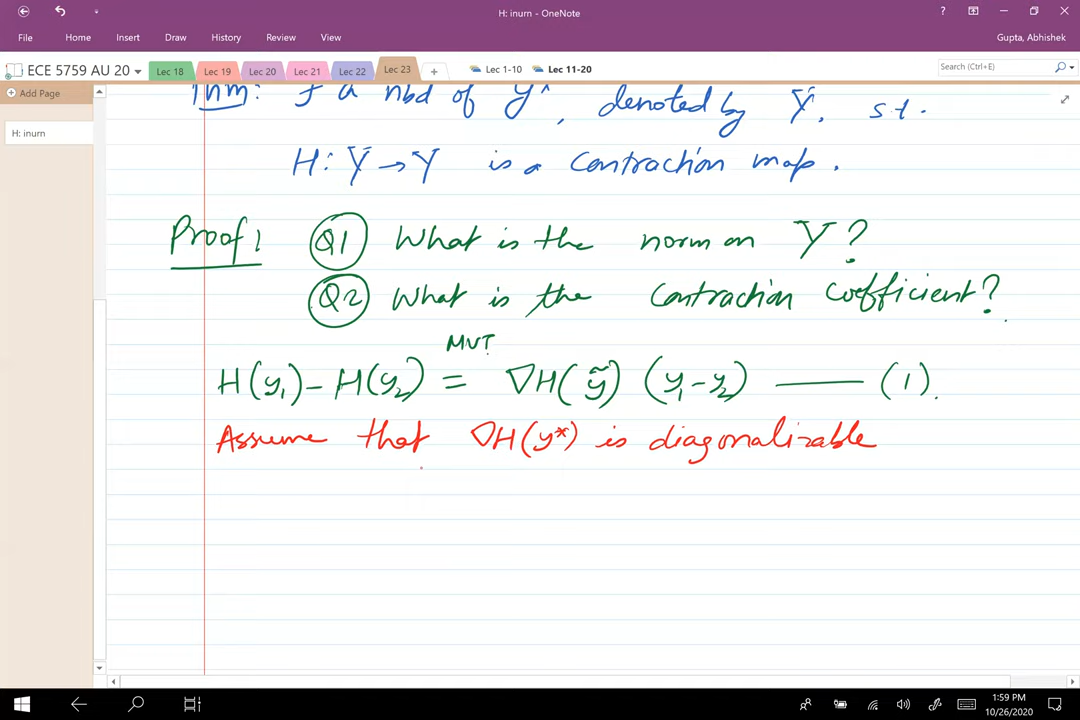 H: inurn - OneNote
?
File Home Insert Draw History Review View Gupta, Abhishek
ECE 5759 AU 20 Lec 18 Lec 19 Lec 20 Lec 21 Lec 22 Lec 23 + Lec 1-10 Lec 11-20 Search (Ctrl+E)
Add Page
H: inurn
Thm: ∃ a nbd of y*, denoted by Y, s.t.
H: Y → Y is a contraction map.
Proof: Q1 What is the norm on Y?
Q2 What is the contraction coefficient?
MVT
H(y₁) - H(y₂) = ∇H(ỹ) (y₁ - y₂) —— (1).
Assume that ∇H(y*) is diagonalizable
1:59 PM
10/26/2020